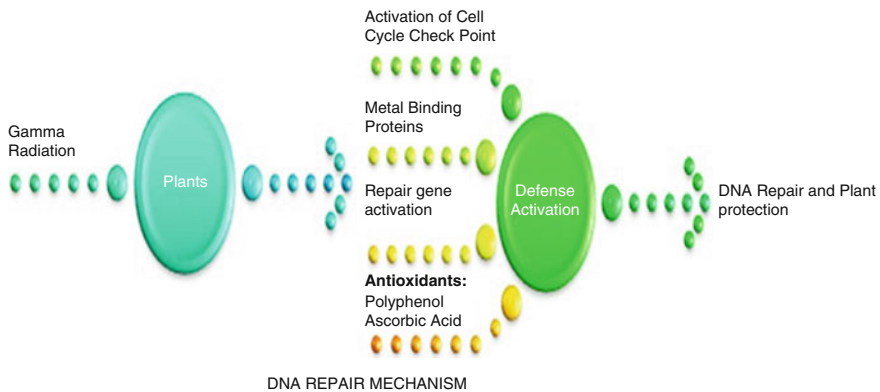 Gamma
Radiation
Plants
Activation of Cell
Cycle Check Point
Metal Binding
Proteins
Repair gene
activation
Antioxidants:
Polyphenol
Ascorbic Acid
Defense
Activation
DNA Repair and Plant
protection
DNA REPAIR MECHANISM